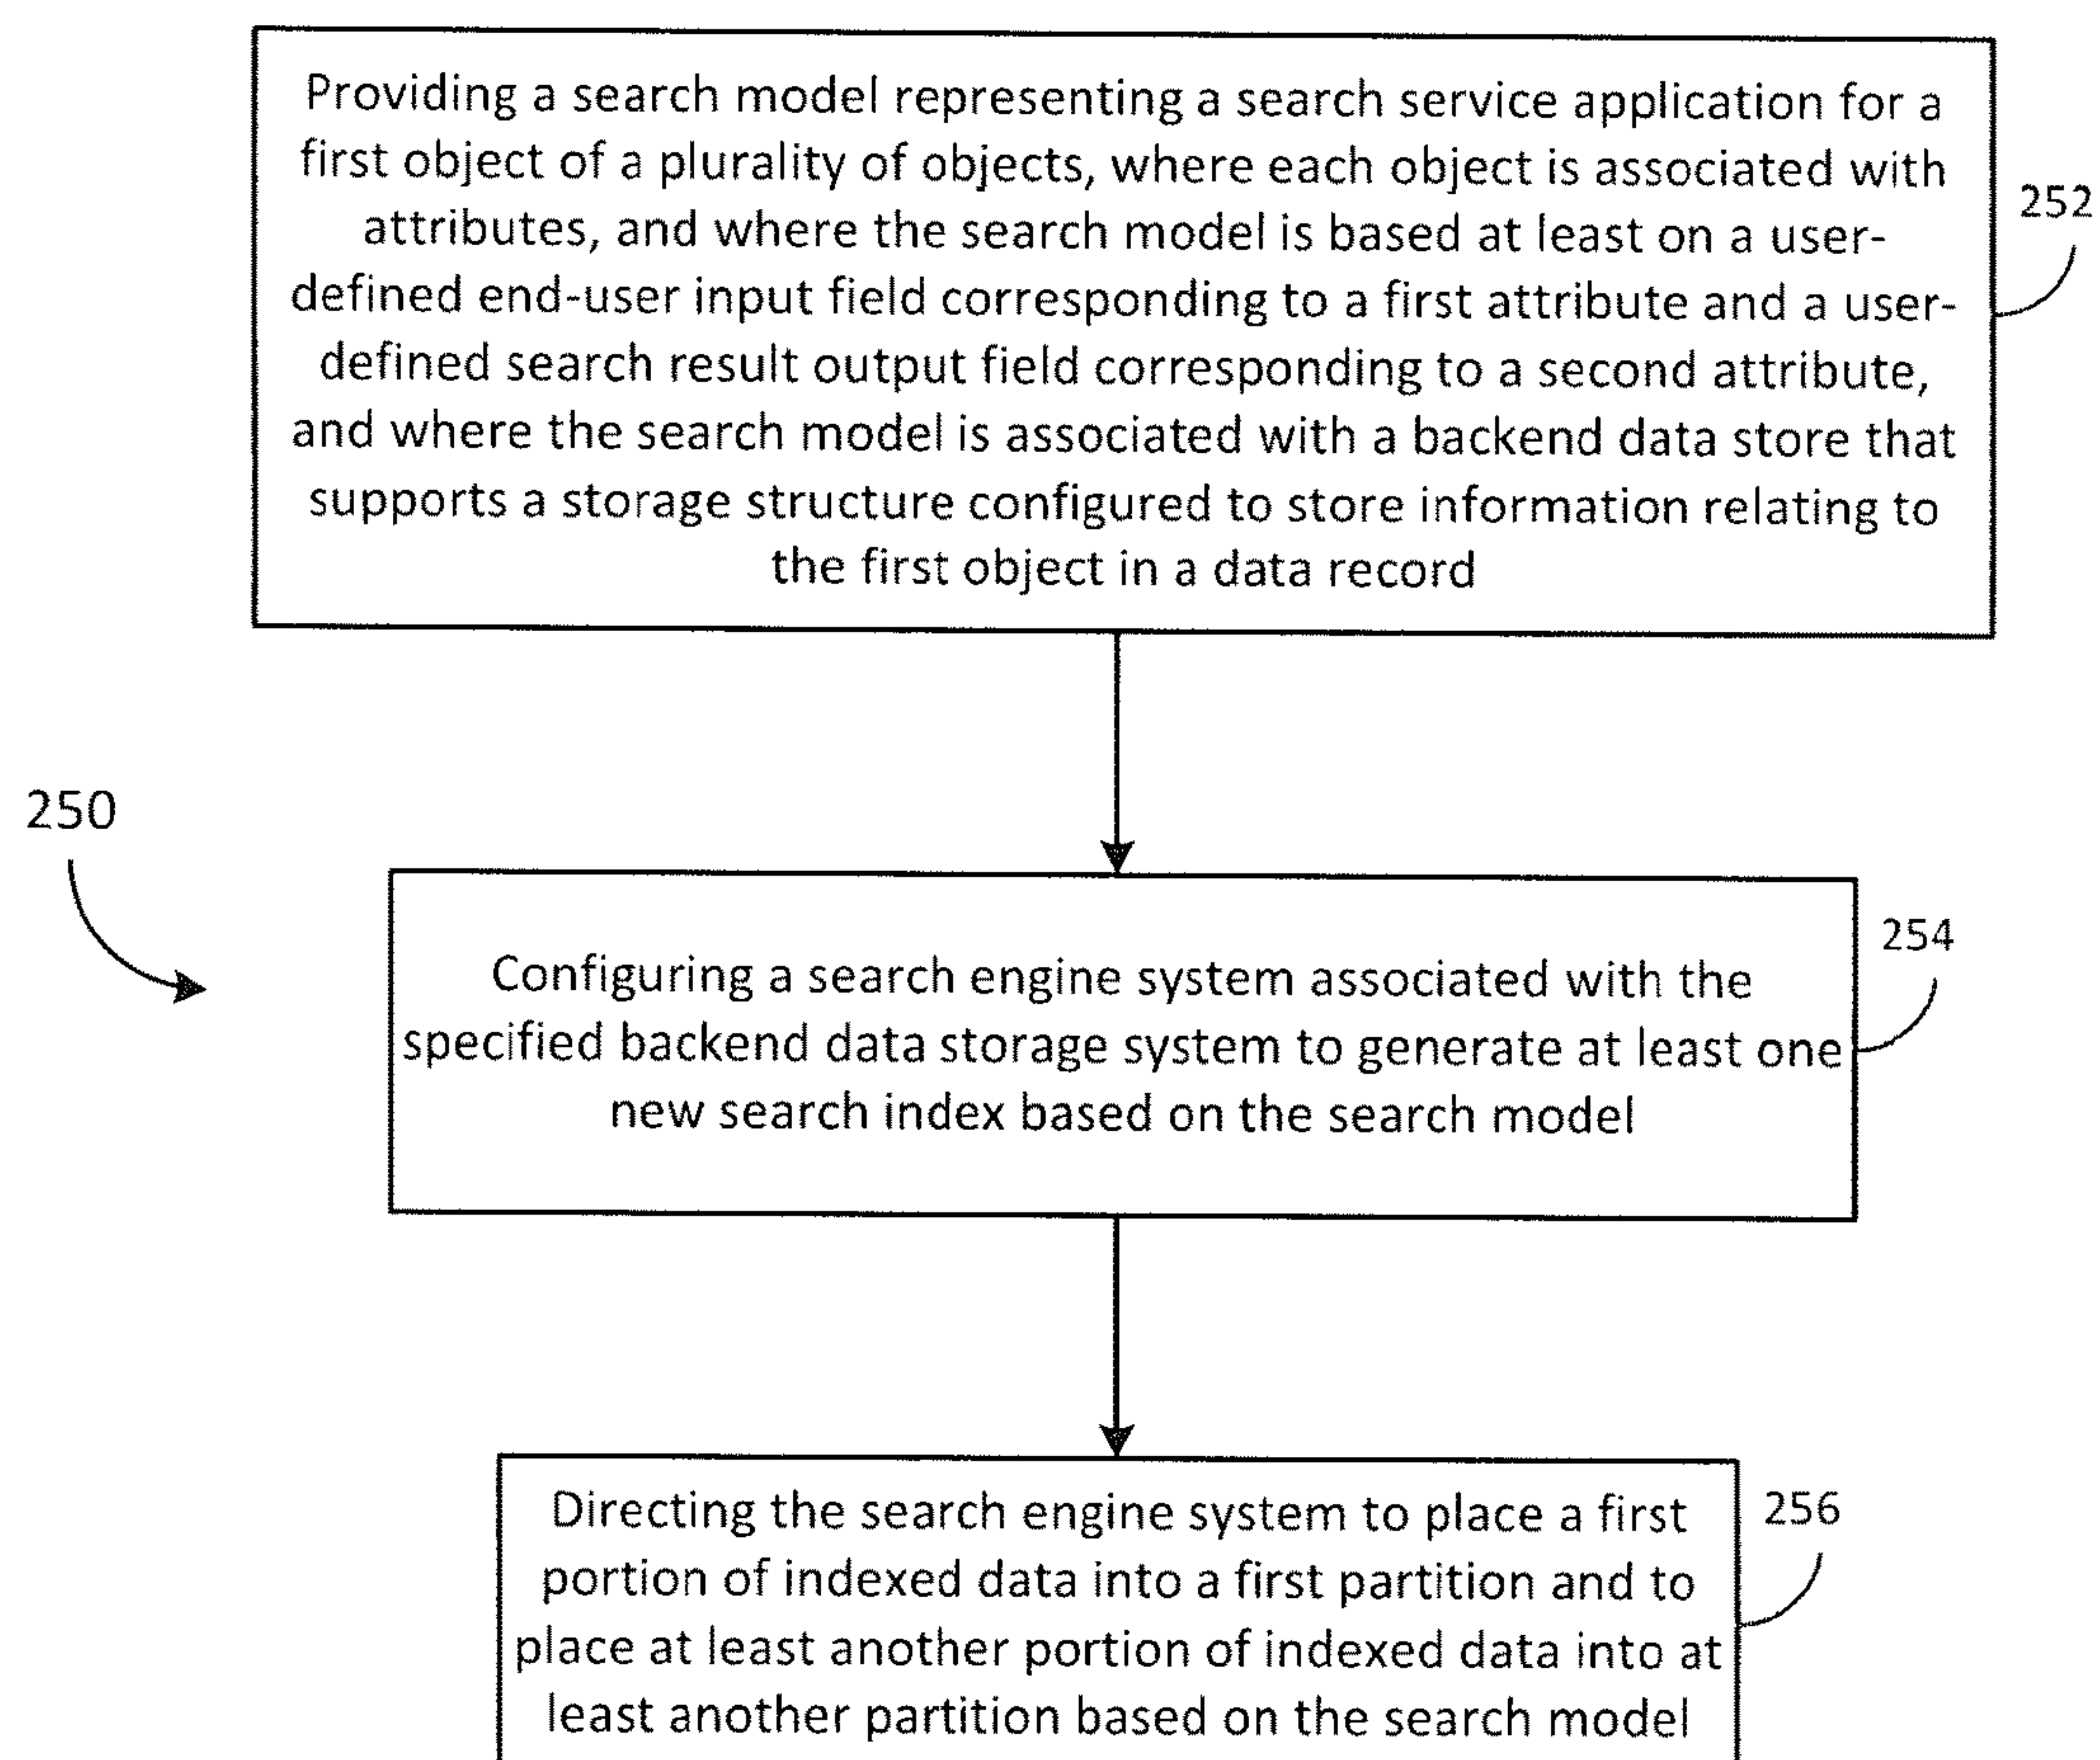 Providing a search model representing a search service application for a
first object of a plurality of objects, where each object is associated with
attributes, and where the search model is based at least on a user-
defined end-user input field corresponding to a first attribute and a user-
defined search result output field corresponding to a second attribute,
and where the search model is associated with a backend data store that
supports a storage structure configured to store information relating to
the first object in a data record
252
250
Configuring a search engine system associated with the
specified backend data storage system to generate at least one
new search index based on the search model
254
Directing the search engine system to place a first
portion of indexed data into a first partition and to
place at least another portion of indexed data into at
least another partition based on the search model
256